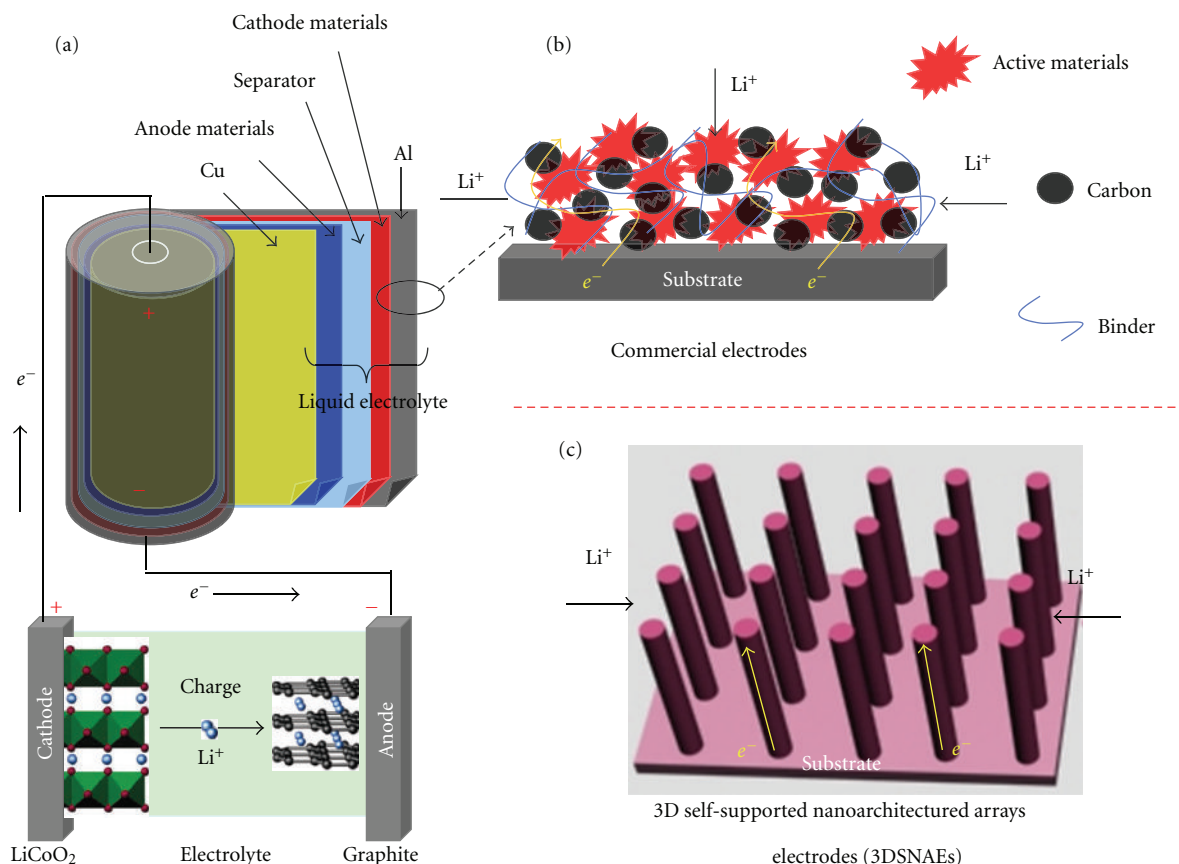 (a)
Cathode materials
Separator
Anode materials
Cu
Al
e−
+
−
Liquid electrolyte
e−
+
−
Cathode
Charge
Li+
Anode
LiCoO2
Electrolyte
Graphite
(b)
Li+
Active materials
Li+
Li+
Carbon
e−
Substrate
e−
Binder
Commercial electrodes
(c)
Li+
Li+
e−
e−
Substrate
3D self-supported nanoarchitectured arrays
electrodes (3DSNAEs)